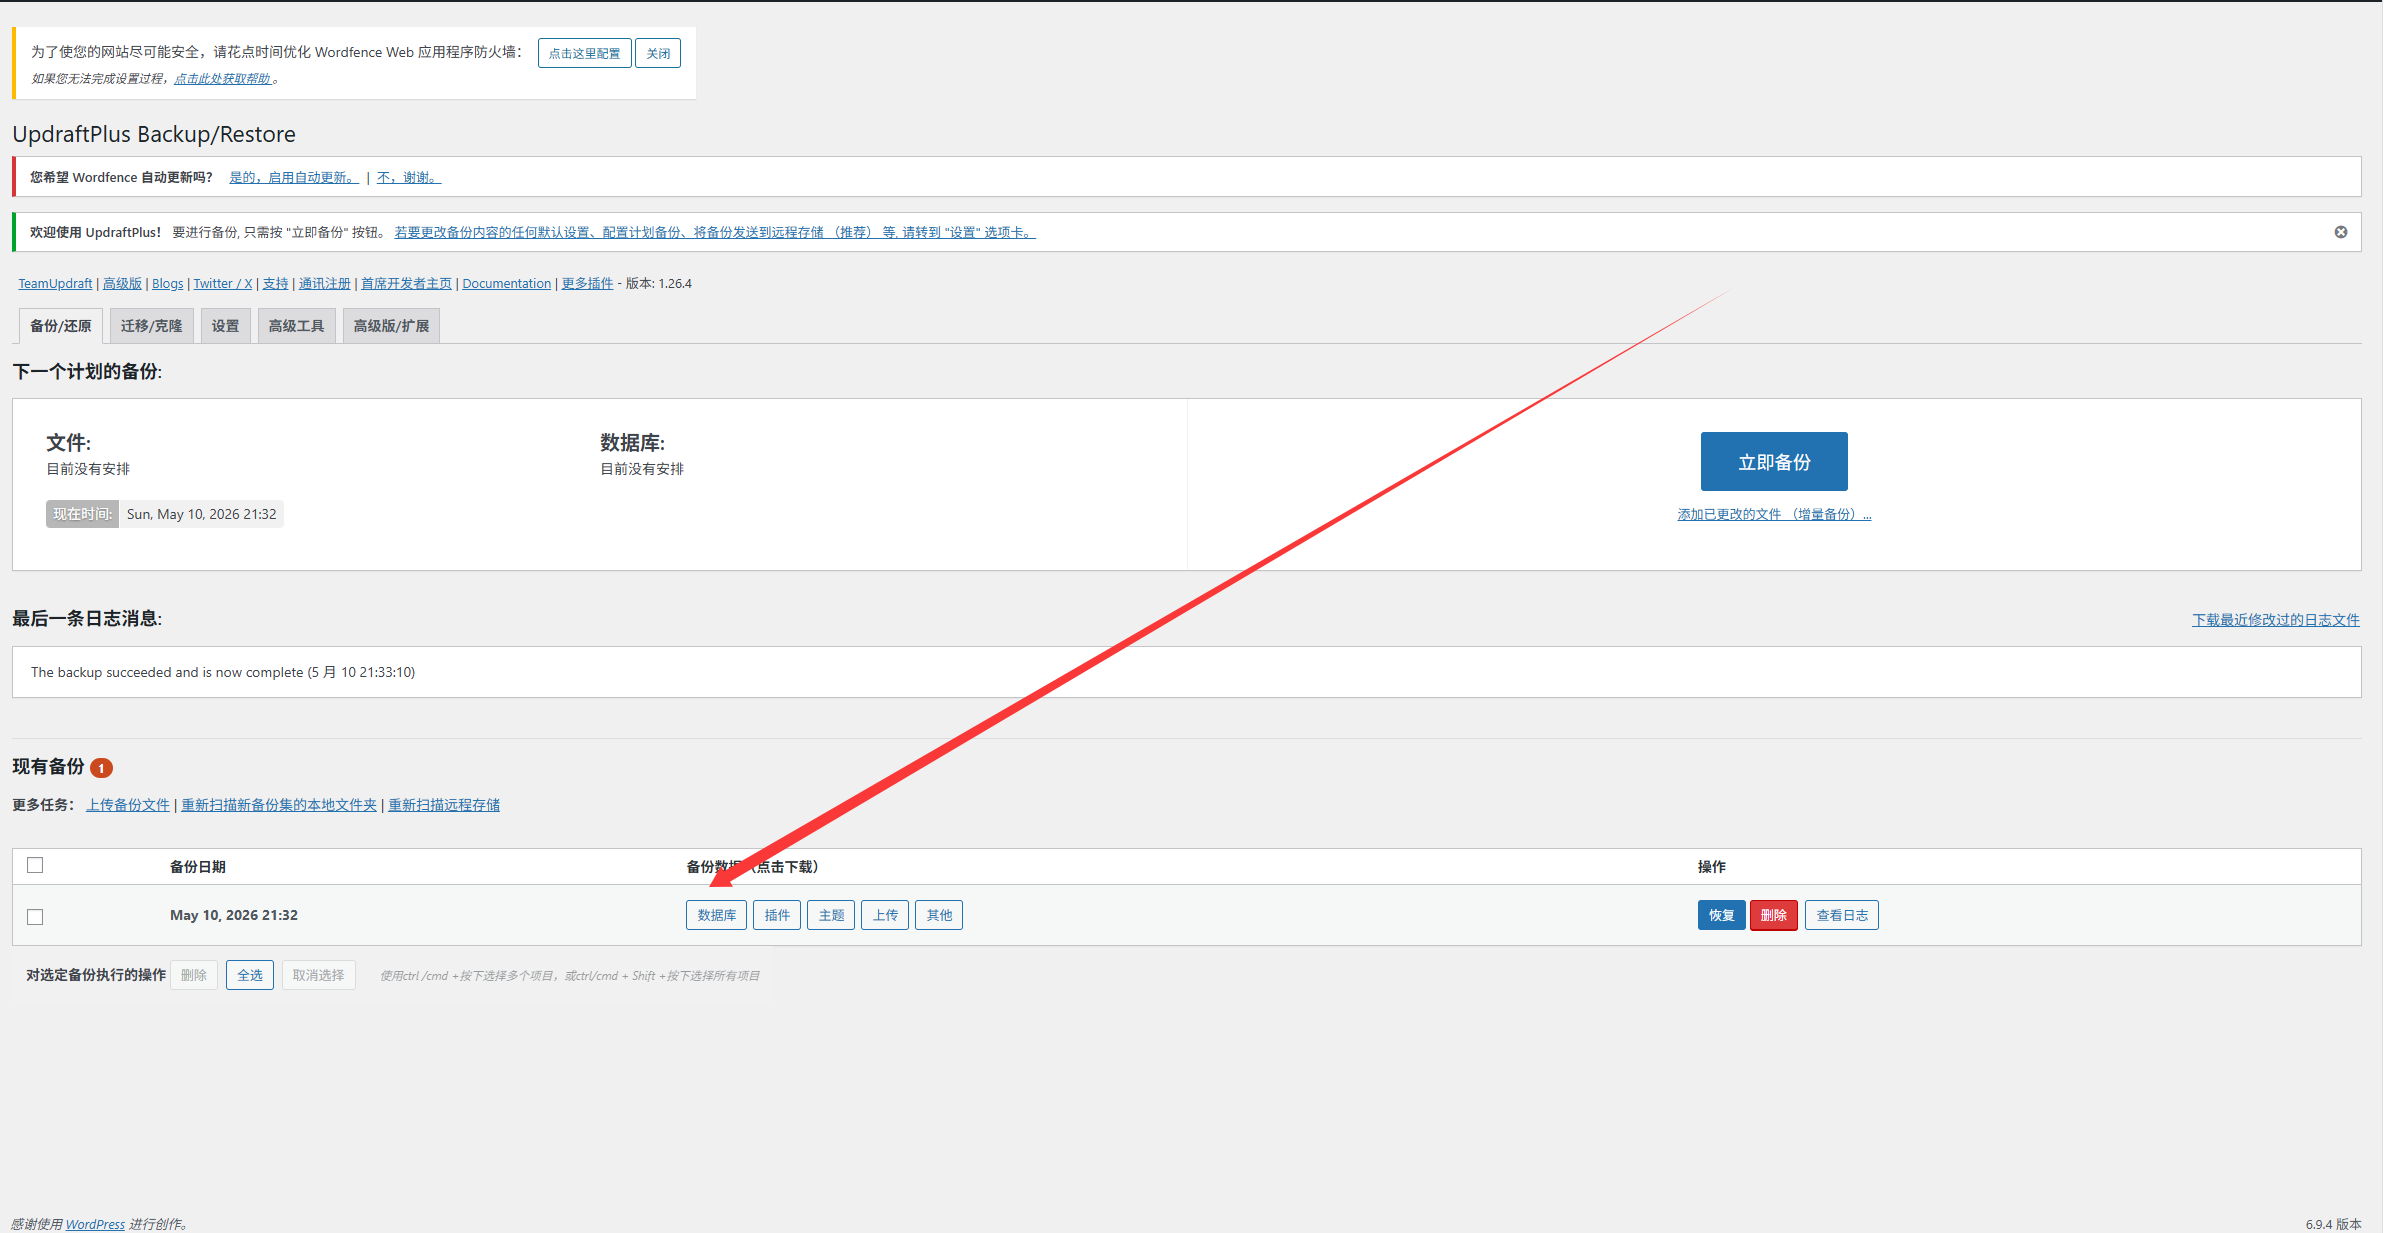 为了使您的网站尽可能安全，请花点时间优化 Wordfence Web 应用程序防火墙： 点击这里配置 关闭
如果您无法完成设置过程，点击此处获取帮助。
UpdraftPlus Backup/Restore
您希望 Wordfence 自动更新吗? 是的，启用自动更新。 | 不，谢谢。
欢迎使用 UpdraftPlus! 要进行备份, 只需按 "立即备份" 按钮。 若要更改备份内容的任何默认设置、配置计划备份、将备份发送到远程存储 （推荐） 等, 请转到 "设置" 选项卡。
TeamUpdraft | 高级版 | Blogs | Twitter / X | 支持 | 通讯注册 | 首席开发者主页 | Documentation | 更多插件 - 版本: 1.26.4
备份/还原 迁移/克隆 设置 高级工具 高级版/扩展
下一个计划的备份:
文件: 数据库:
目前没有安排 目前没有安排
立即备份
现在时间: Sun, May 10, 2026 21:32
添加已更改的文件 （增量备份）...
最后一条日志消息: 下载最近修改过的日志文件
The backup succeeded and is now complete (5 月 10 21:33:10)
现有备份 1
更多任务： 上传备份文件 | 重新扫描新备份集的本地文件夹 | 重新扫描远程存储
备份日期 备份数据（点击下载） 操作
May 10, 2026 21:32 数据库 插件 主题 上传 其他 恢复 删除 查看日志
对选定备份执行的操作 删除 全选 取消选择 使用ctrl /cmd +按下选择多个项目，或ctrl/cmd + Shift +按下选择所有项目
感谢使用 WordPress 进行创作。 6.9.4 版本